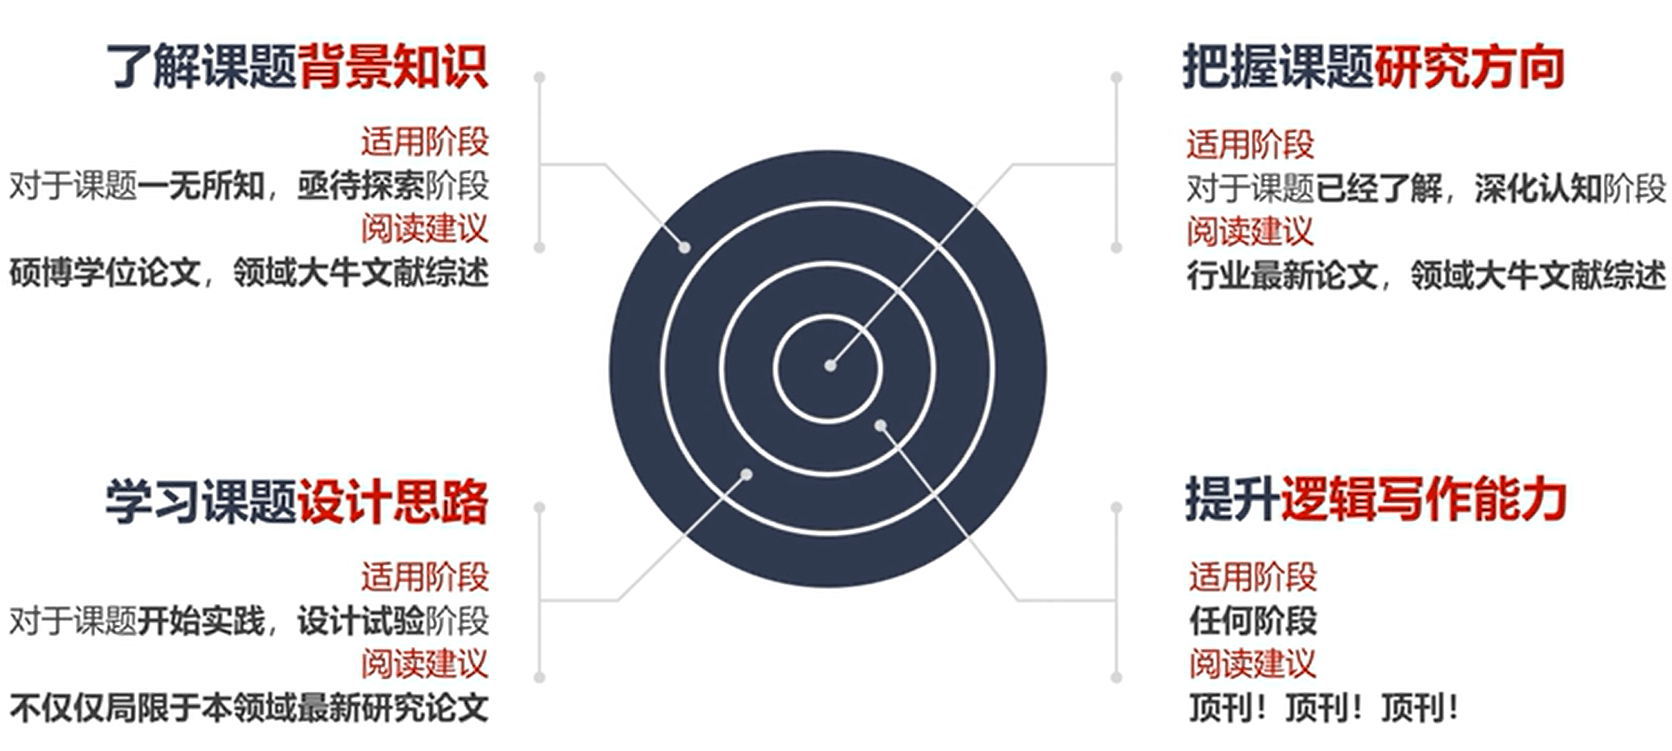 了解课题背景知识
适用阶段
对于课题一无所知，亟待探索阶段
阅读建议
硕博学位论文，领域大牛文献综述
把握课题研究方向
适用阶段
对于课题已经了解，深化认知阶段
阅读建议
行业最新论文，领域大牛文献综述
学习课题设计思路
适用阶段
对于课题开始实践，设计试验阶段
阅读建议
不仅仅局限于本领域最新研究论文
提升逻辑写作能力
适用阶段
任何阶段
阅读建议
顶刊！顶刊！顶刊！